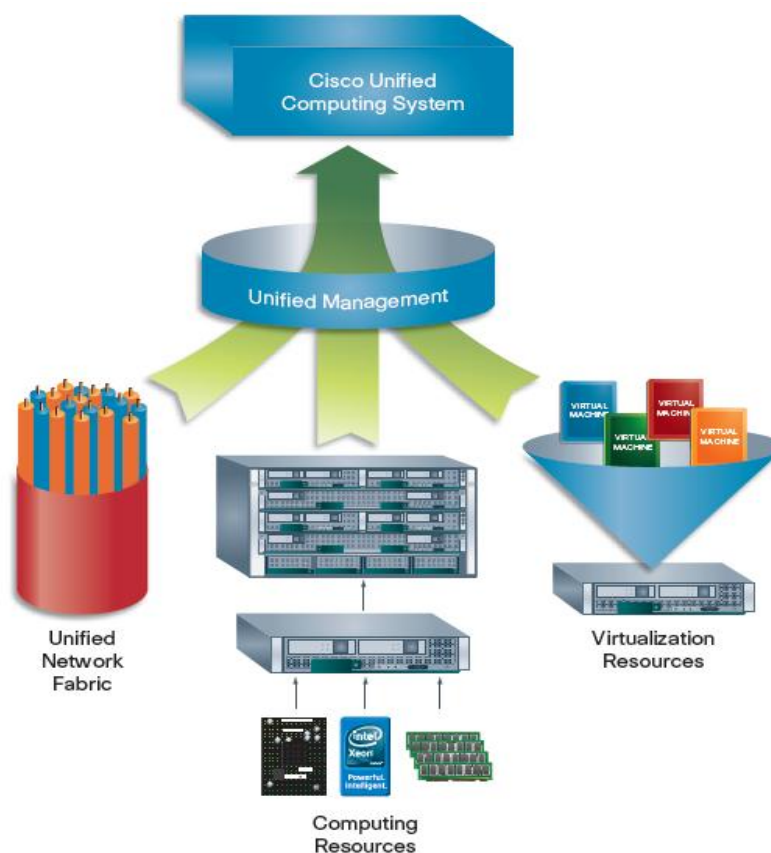 Cisco Unified
Computing System
Unified Management
VIRTUAL
MACHINE
VIRTUAL
MACHINE
VIRTUAL
MACHINE
VIRTUAL
MACHINE
Unified
Network
Fabric
Virtualization
Resources
intel
Xeon
Powerful.
Intelligent.
Computing
Resources